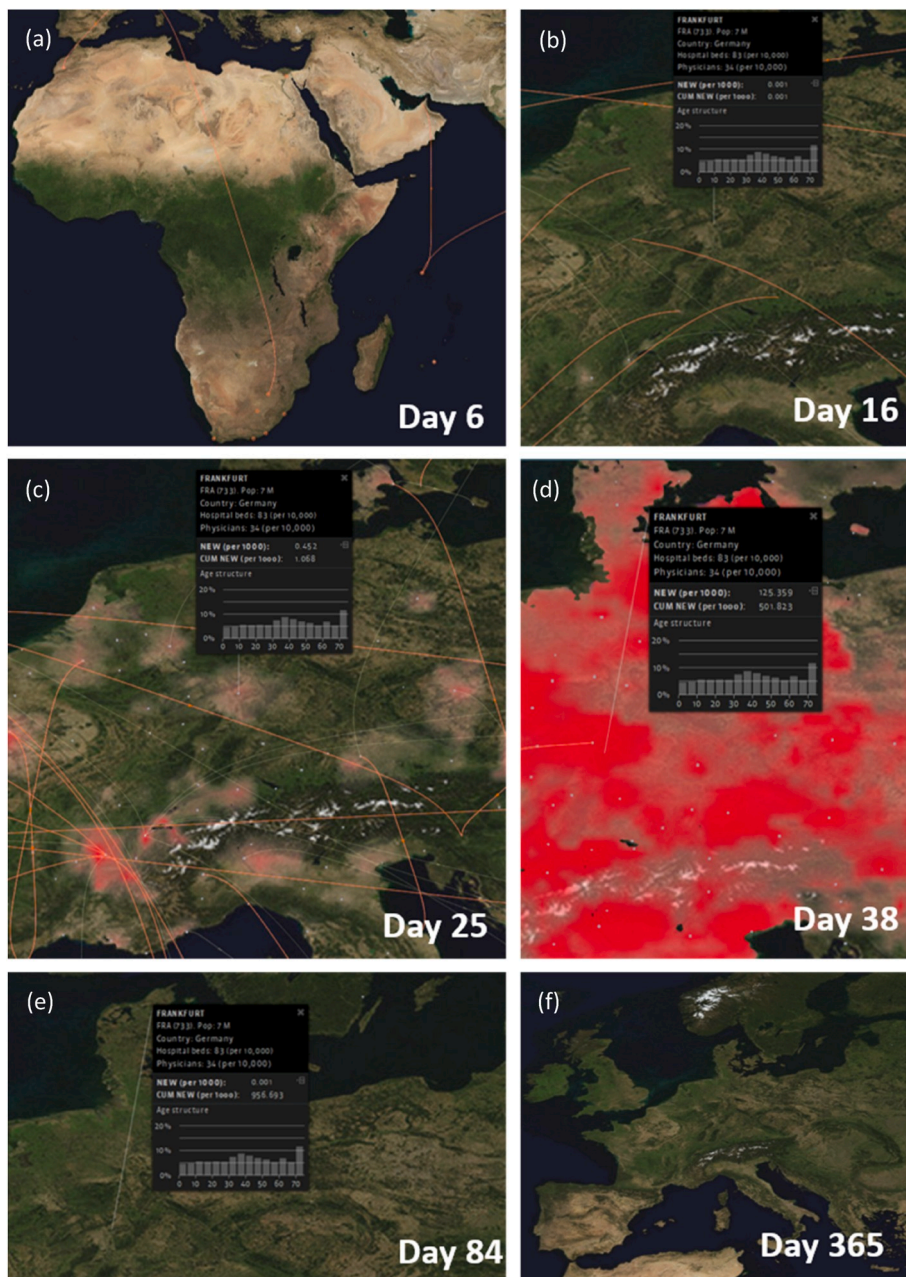 (a)
Day 6
(b)
FRANKFURT
FRA (733). Pop: 7 M
Country: Germany
Hospital beds: 83 (per 10,000)
Physicians: 34 (per 10,000)
NEW (per 1000): 0.001
CUM NEW (per 1000) 0.001
Age structure
20%
10%
0%
0 10 20 30 40 50 60 70
Day 16
(c)
FRANKFURT
FRA (733). Pop: 7 M
Country: Germany
Hospital beds: 83 (per 10,000)
Physicians: 34 (per 10,000)
NEW (per 1000): 0.452
CUM NEW (per 1000): 1.068
Age structure
20%
10%
0%
0 10 20 30 40 50 60 70
Day 25
(d)
FRANKFURT
FRA (733). Pop: 7 M
Country: Germany
Hospital beds: 83 (per 10,000)
Physicians: 34 (per 10,000)
NEW (per 1000): 125.359
CUM NEW (per 1000): 501.823
Age structure
20%
10%
0%
0 10 20 30 40 50 60 70
Day 38
(e)
FRANKFURT
FRA (733). Pop: 7 M
Country: Germany
Hospital beds: 83 (per 10,000)
Physicians: 34 (per 10,000)
NEW (per 1000): 0.001
CUM NEW (per 1000): 956.693
Age structure
20%
10%
0%
0 10 20 30 40 50 60 70
Day 84
(f)
Day 365